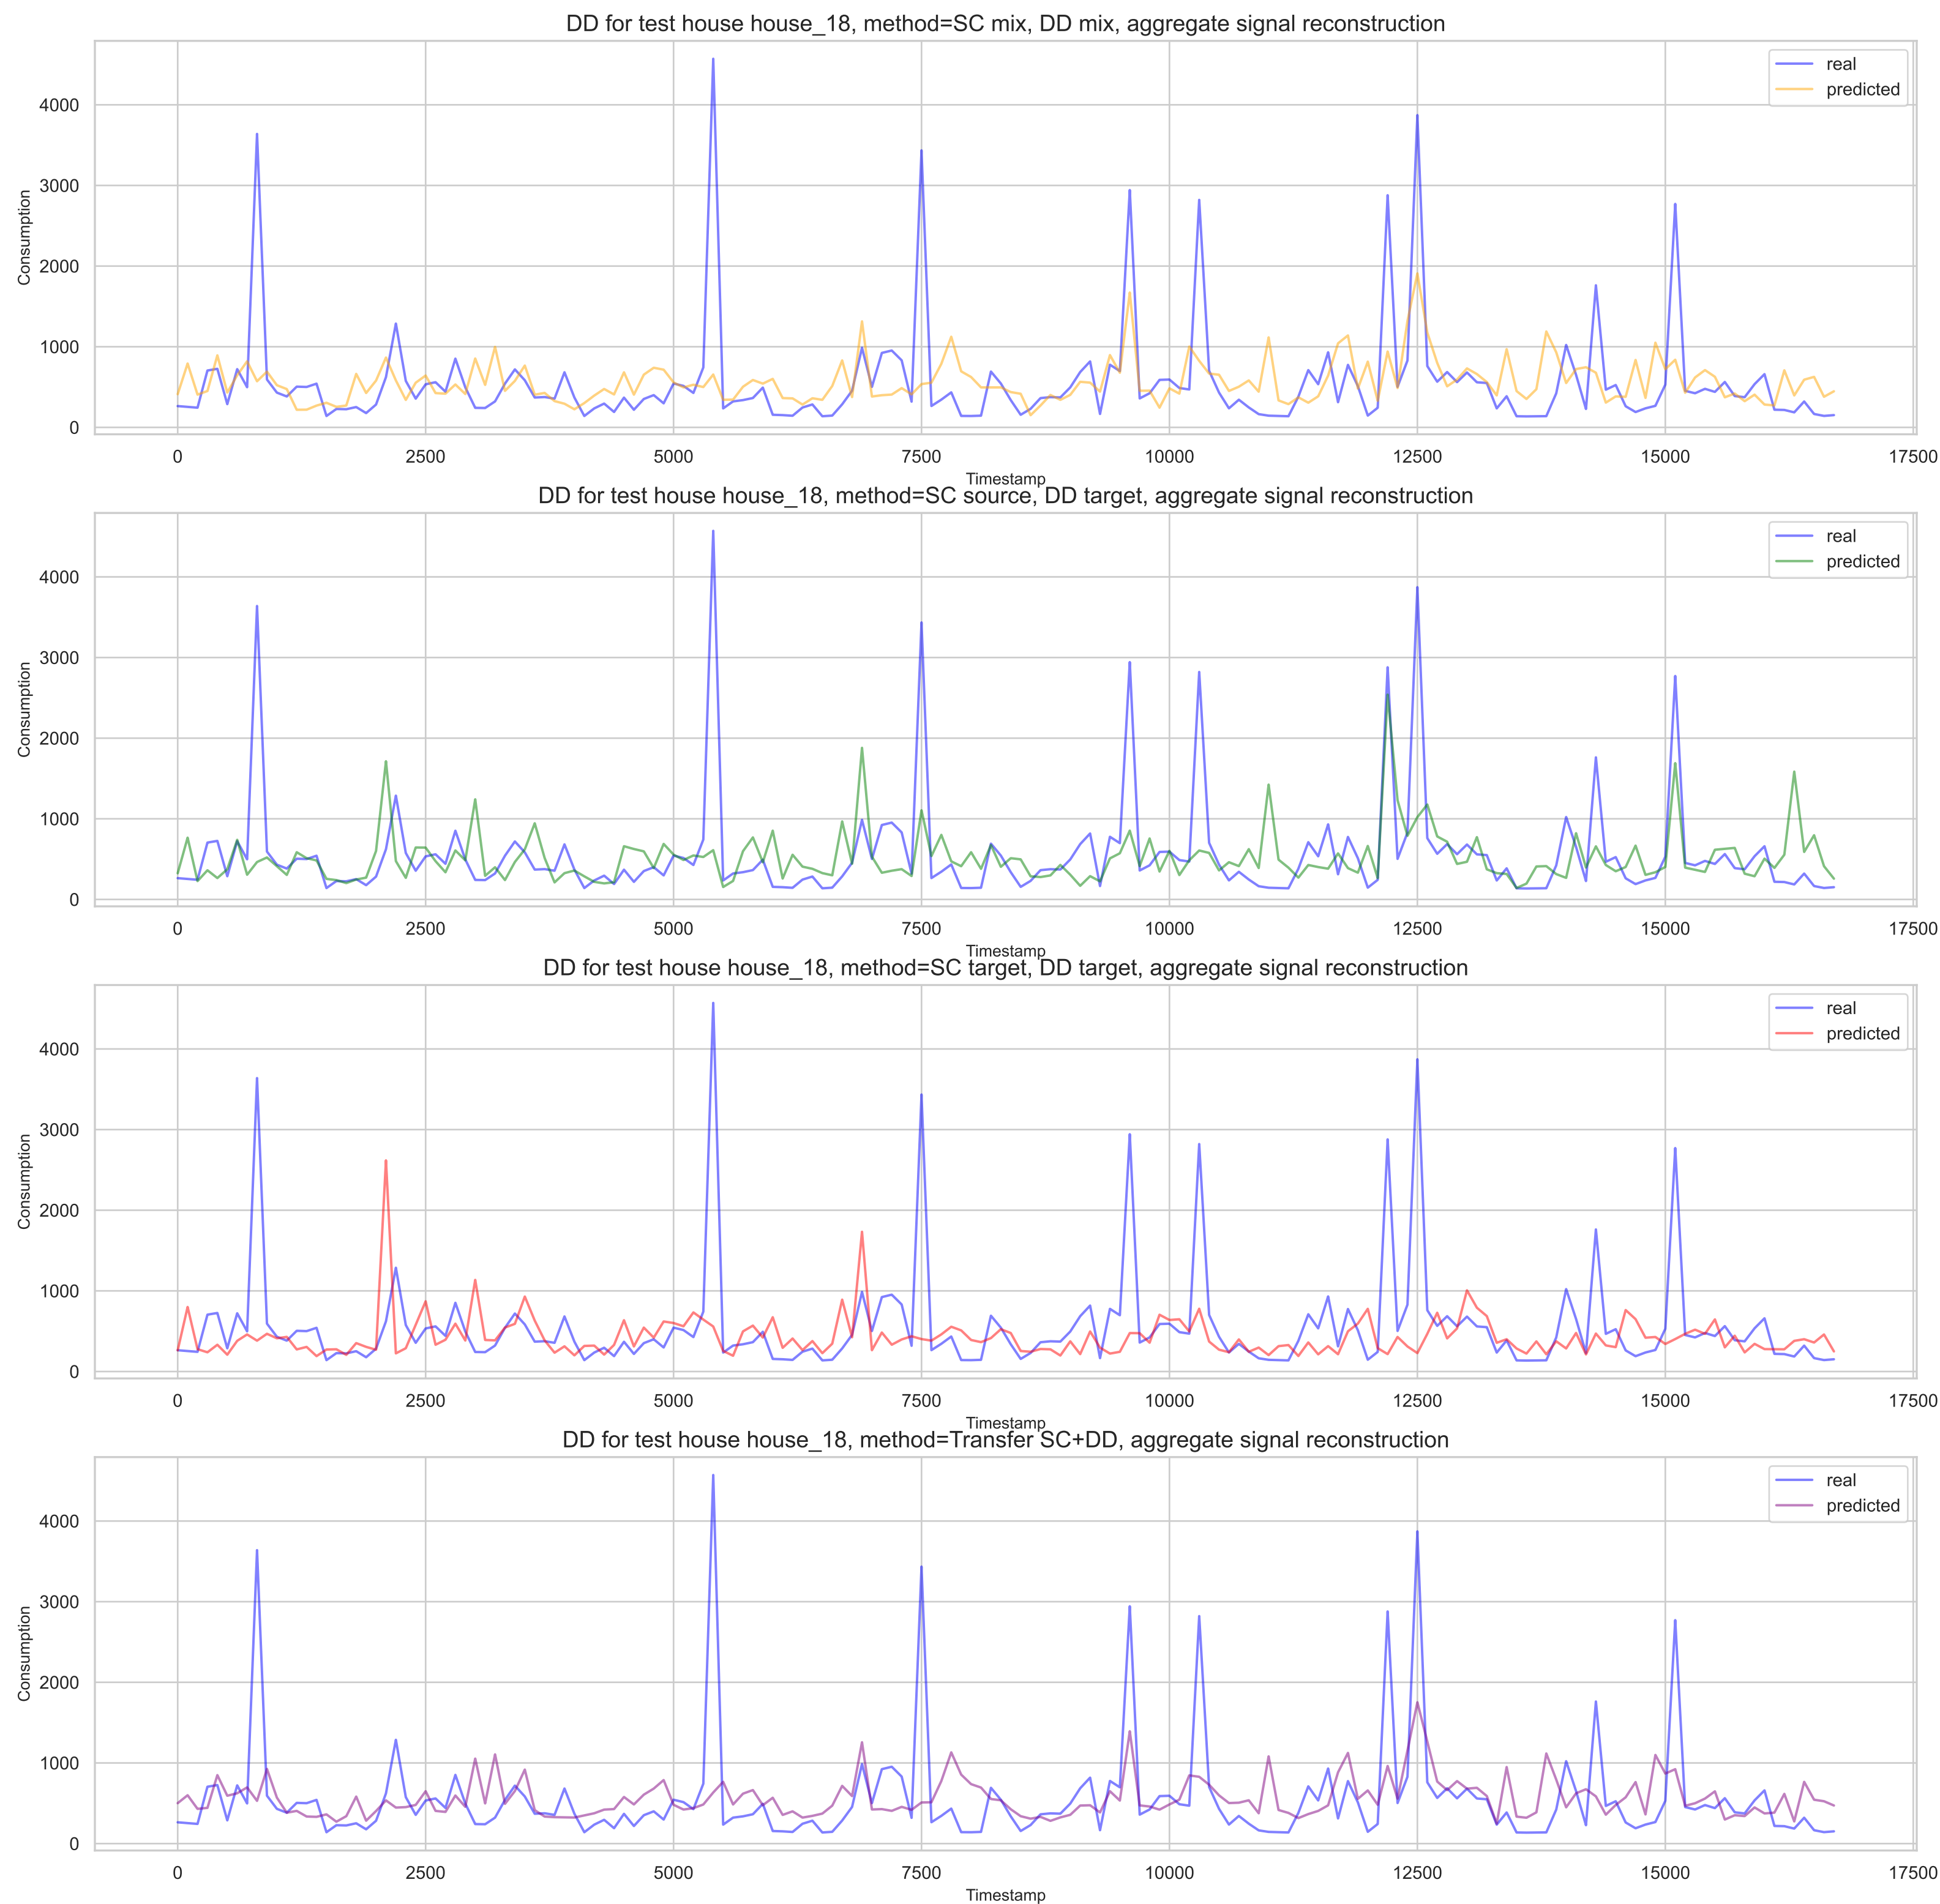 DD for test house house_18, method=SC mix, DD mix, aggregate signal reconstruction
real
predicted
Consumption
4000
3000
2000
1000
0
0 2500 5000 7500 10000 12500 15000 17500
Timestamp
DD for test house house_18, method=SC source, DD target, aggregate signal reconstruction
real
predicted
Consumption
4000
3000
2000
1000
0
0 2500 5000 7500 10000 12500 15000 17500
Timestamp
DD for test house house_18, method=SC target, DD target, aggregate signal reconstruction
real
predicted
Consumption
4000
3000
2000
1000
0
0 2500 5000 7500 10000 12500 15000 17500
Timestamp
DD for test house house_18, method=Transfer SC+DD, aggregate signal reconstruction
real
predicted
Consumption
4000
3000
2000
1000
0
0 2500 5000 7500 10000 12500 15000 17500
Timestamp